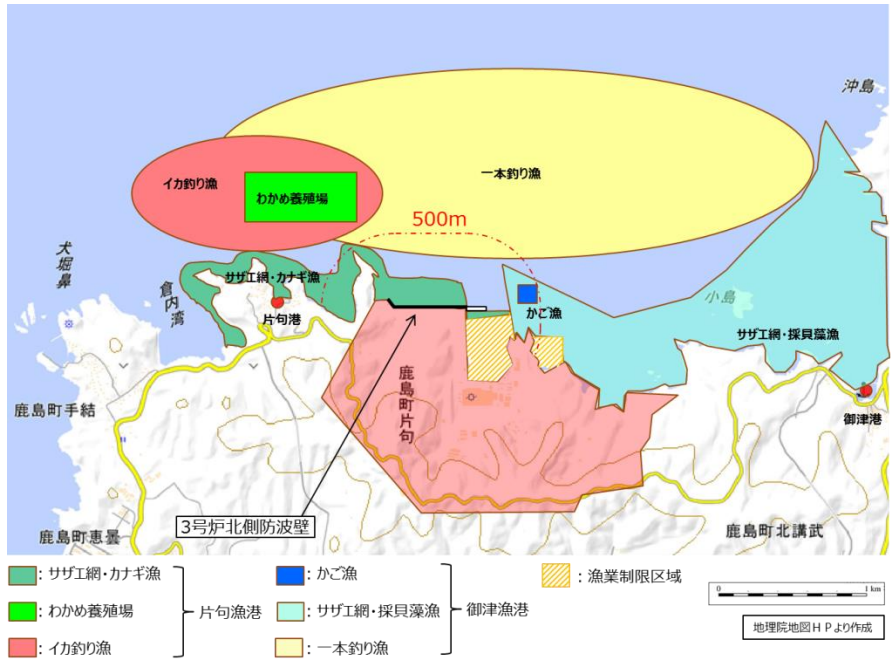 沖島
一本釣り漁
イカ釣り漁
わかめ養殖場
500m
犬堀鼻
倉内湾
サザエ網・カナギ漁
片句港
かご漁
小島
サザエ網・採貝藻漁
鹿島町片句
鹿島町手結
御津港
3号炉北側防波壁
鹿島町恵曇
鹿島町北講武
：サザエ網・カナギ漁
：わかめ養殖場
：イカ釣り漁
片句漁港
：かご漁
：サザエ網・採貝藻漁
：一本釣り漁
御津漁港
：漁業制限区域
0 1 km
地理院地図ＨＰより作成